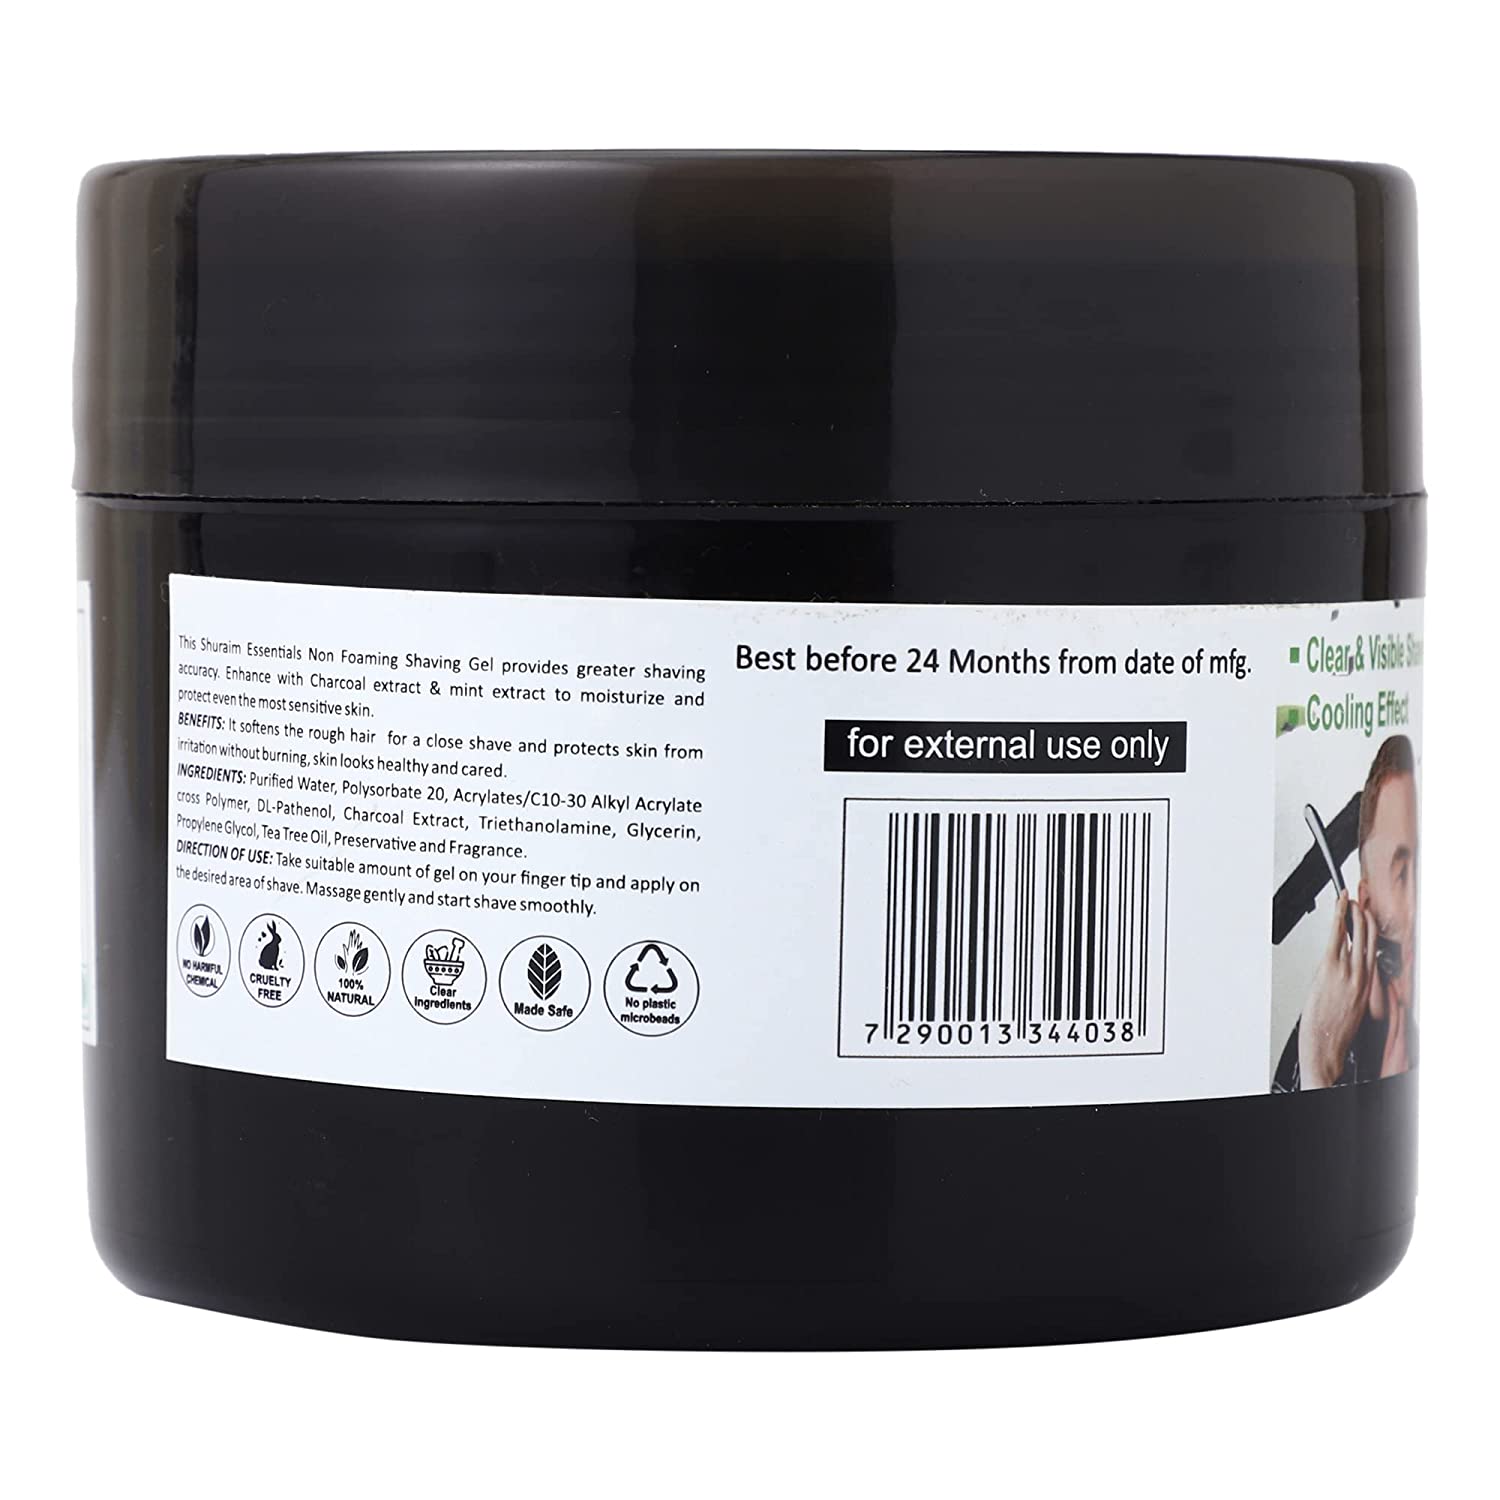 This Shuraim Essentials Non Foaming Shaving Gel provides greater shaving
accuracy. Enhance with Charcoal extract & mint extract to moisturize and
protect even the most sensitive skin.
BENEFITS: It softens the rough hair for a close shave and protects skin from
irritation without burning, skin looks healthy and cared.
INGREDIENTS: Purified Water, Polysorbate 20, Acrylates/C10-30 Alkyl Acrylate
cross Polymer, DL-Pathenol, Charcoal Extract, Triethanolamine, Glycerin,
Propylene Glycol, Tea Tree Oil, Preservative and Fragrance.
DIRECTION OF USE: Take suitable amount of gel on your finger tip and apply on
the desired area of shave. Massage gently and start shave smoothly.
NO HARMFUL
CHEMICAL
CRUELTY
FREE
100%
NATURAL
Clear
Ingredients
Made Safe
No plastic
microbeads
Best before 24 Months from date of mfg.
for external use only
7 290013 344038
Clear & Visible
Cooling Effect